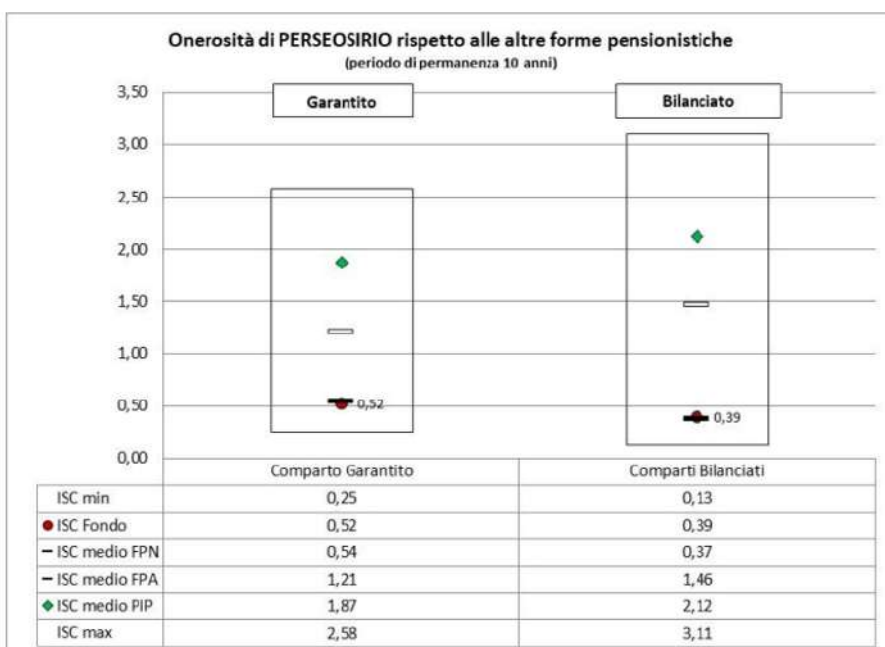 Onerosità di PERSEOSIRIO rispetto alle altre forme pensionistiche
(periodo di permanenza 10 anni)
Garantito Bilanciato
3,50
3,00
2,50
2,00
1,50
1,00
0,50
0,00
0,52
0,39
Comparto Garantito Comparti Bilanciati
ISC min 0,25 0,13
ISC Fondo 0,52 0,39
ISC medio FPN 0,54 0,37
ISC medio FPA 1,21 1,46
ISC medio PIP 1,87 2,12
ISC max 2,58 3,11